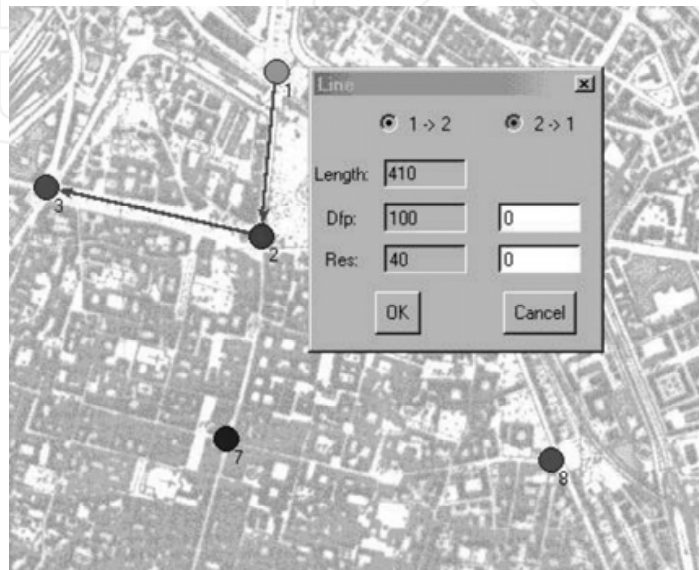 1
Line
1 -> 2 2 -> 1
Length: 410
3
Dfp: 100 0
2
Res: 40 0
OK Cancel
7
8